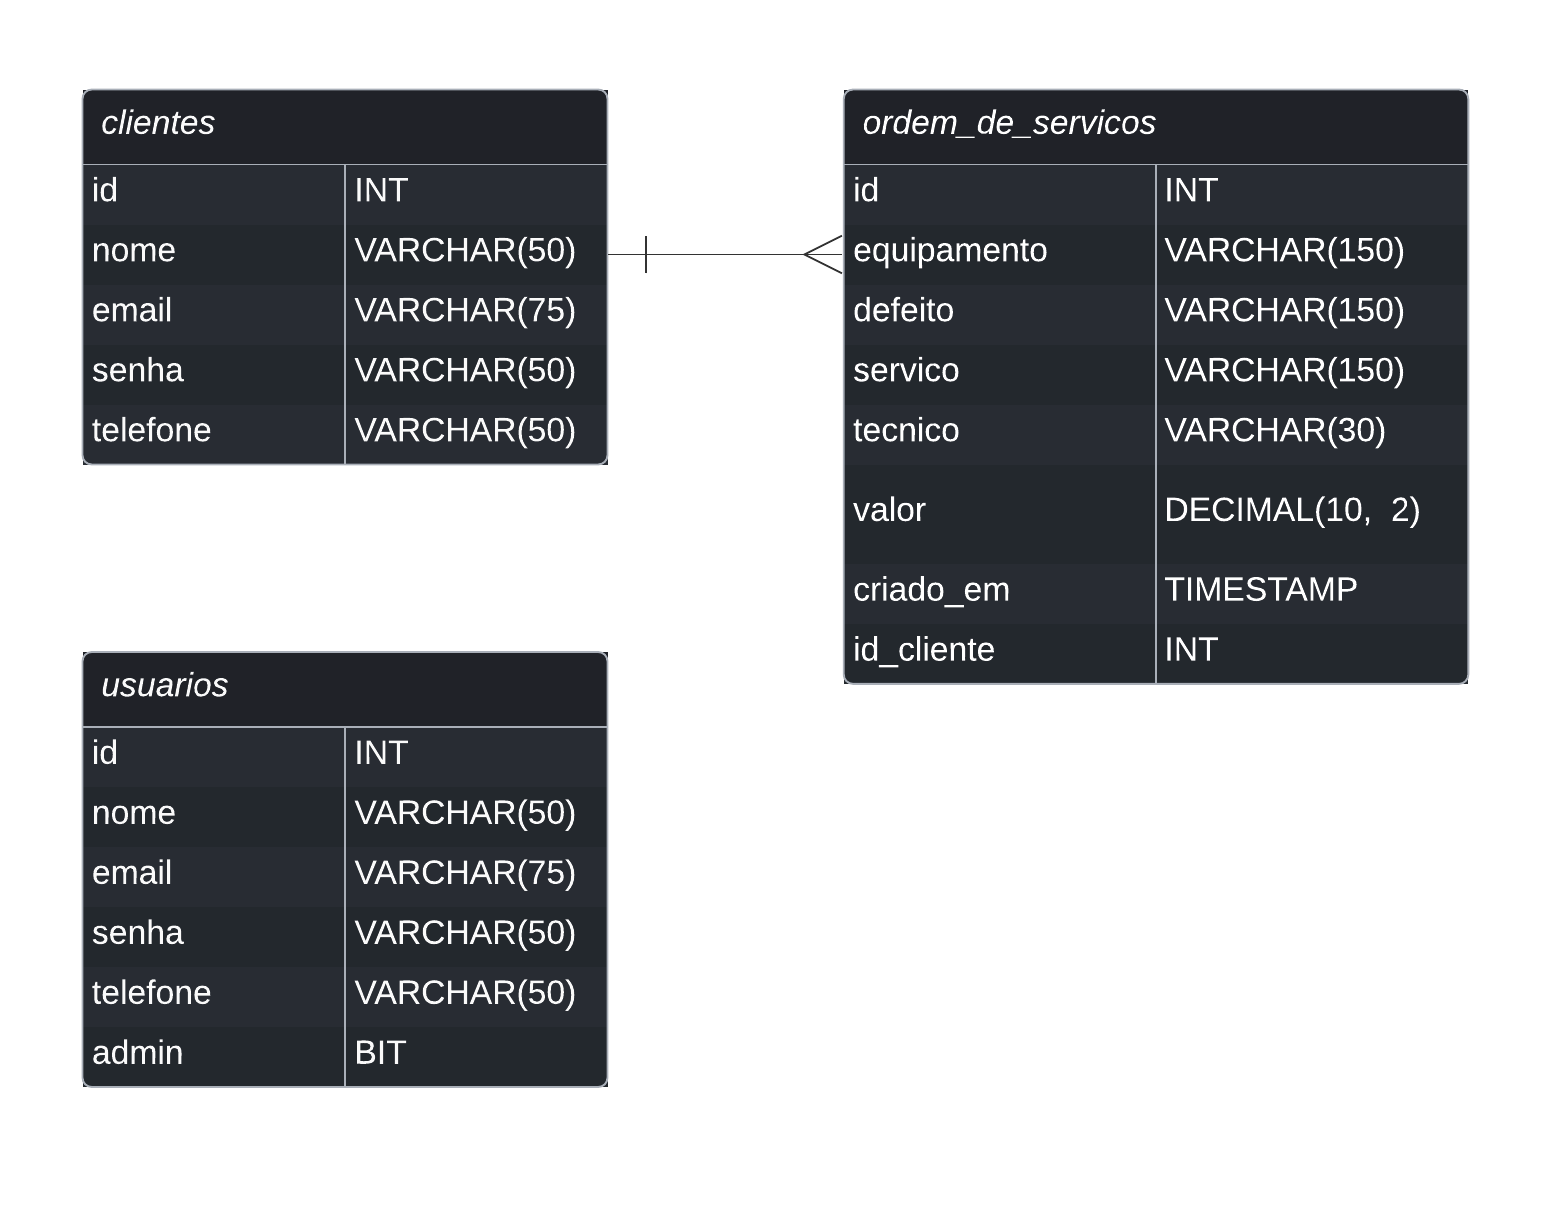 clientes
id INT
nome VARCHAR(50)
email VARCHAR(75)
senha VARCHAR(50)
telefone VARCHAR(50)
ordem_de_servicos
id INT
equipamento VARCHAR(150)
defeito VARCHAR(150)
servico VARCHAR(150)
tecnico VARCHAR(30)
valor DECIMAL(10, 2)
criado_em TIMESTAMP
id_cliente INT
usuarios
id INT
nome VARCHAR(50)
email VARCHAR(75)
senha VARCHAR(50)
telefone VARCHAR(50)
admin BIT